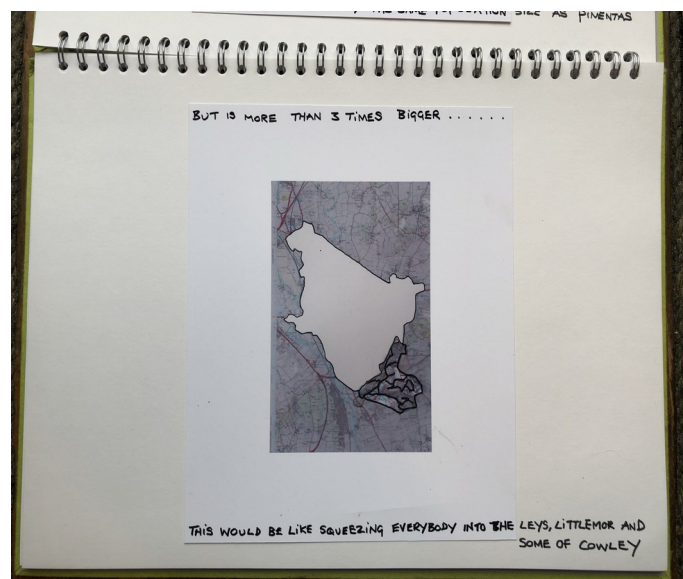 SIZE AS PINENTAS
BUT IS MORE THAN 3 TIMES BIGGER ......
THIS WOULD BE LIKE SQUEEZING EVERYBODY INTO THE LEYS, LITTLEMOR AND
SOME OF COWLEY